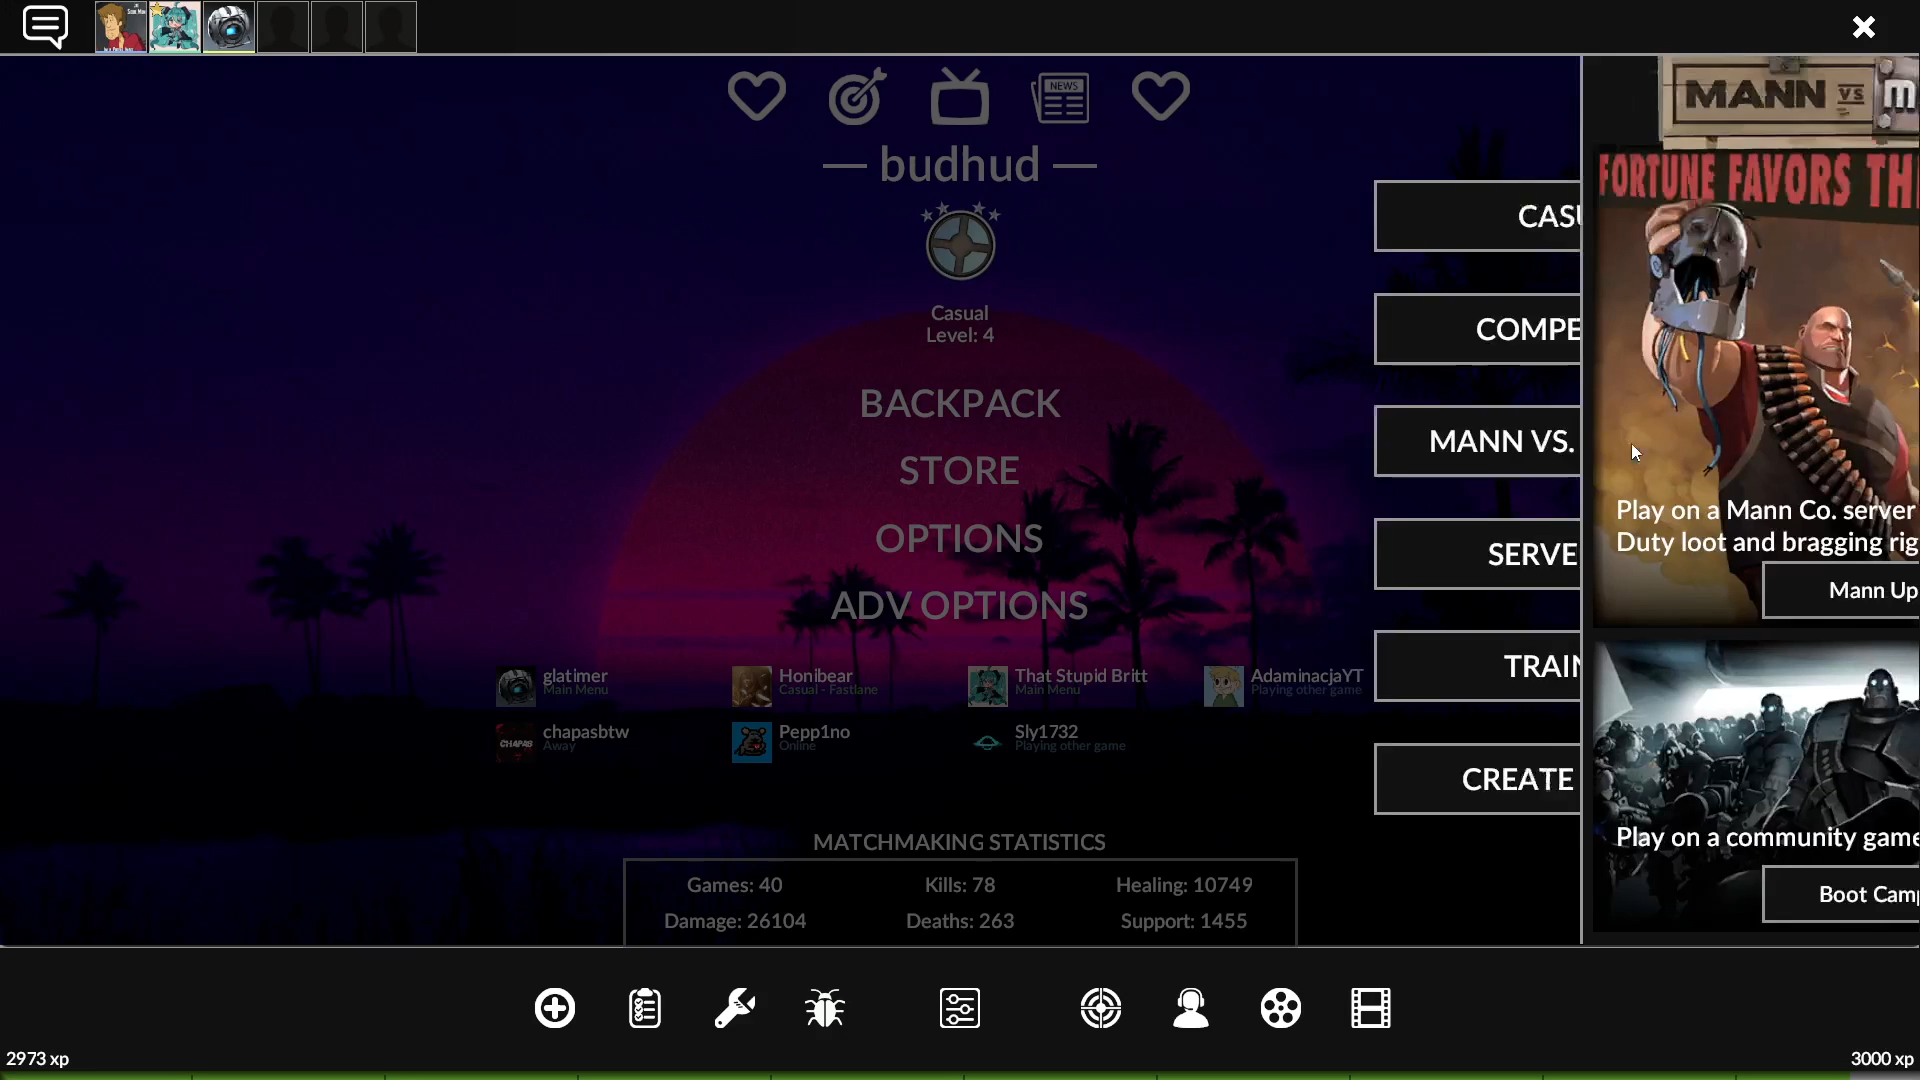 NEWS
budhud
Casual
Level: 4
BACKPACK
STORE
OPTIONS
ADV OPTIONS
glatimer
Main Menu
Honibear
Casual - Fastlane
That Stupid Britt
Main Menu
AdaminacjaYT
Playing other game
chapasbtw
Away
CHAPAS
Pepp1no
Online
Sly1732
Playing other game
MATCHMAKING STATISTICS
Games: 40 Kills: 78 Healing: 10749
Damage: 26104 Deaths: 263 Support: 1455
CASU
COMPE
MANN VS.
SERVE
TRAIN
CREATE
MANN VS M
FORTUNE FAVORS TH
Play on a Mann Co. server
Duty loot and bragging rig
Mann Up
Play on a community game
Boot Camp
2973 xp
3000 xp